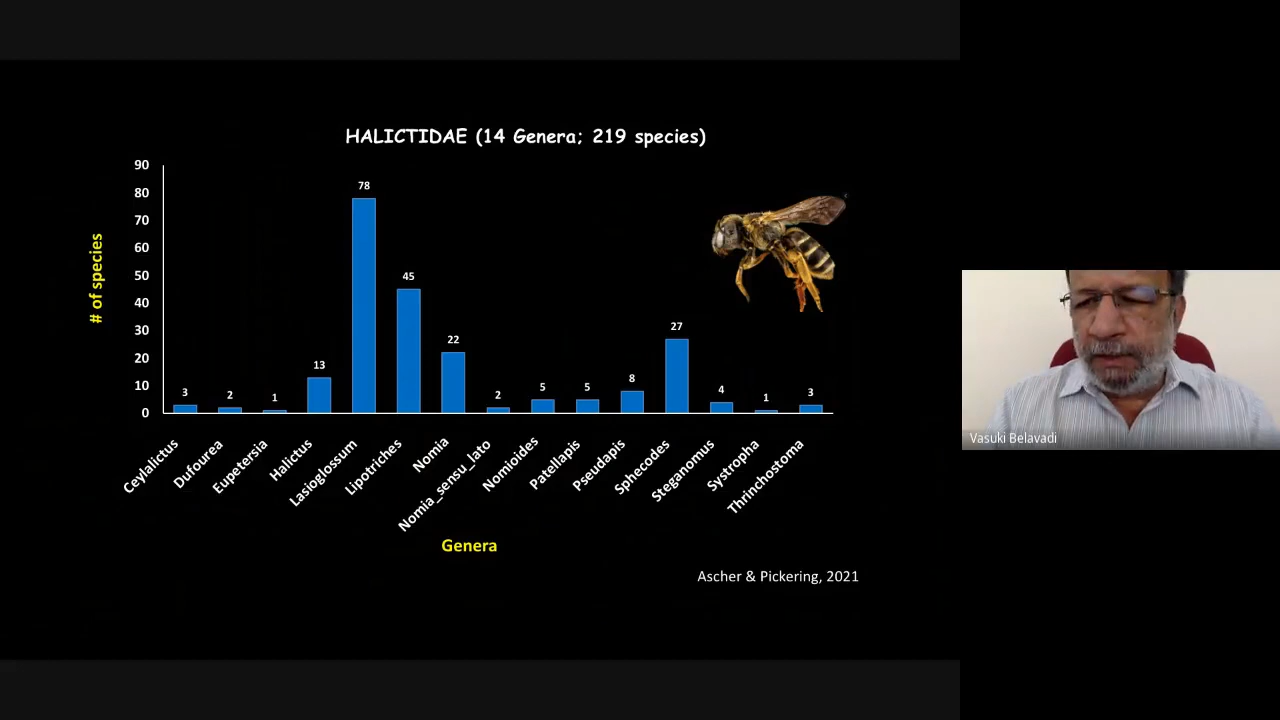 HALICTIDAE (14 Genera; 219 species)
90
80
70
60
50
40
30
20
10
0
# of species
3
2
1
13
78
45
22
2
5
5
8
27
4
1
3
Ceylalictus
Dufourea
Eupetersia
Halictus
Lasioglossum
Lipotriches
Nomia
Nomia_sensu_lato
Nomioides
Patellapis
Pseudapis
Sphecodes
Steganomus
Systropha
Thrinchostoma
Genera
Ascher & Pickering, 2021
Vasuki Belavadi